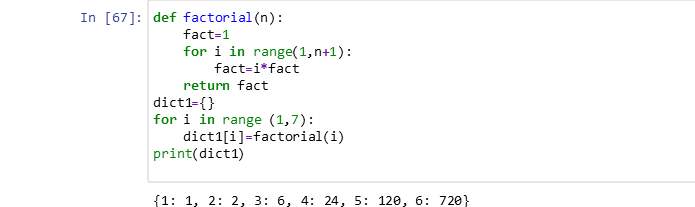 In [67]: def factorial(n):
    fact=1
    for i in range(1,n+1):
        fact=i*fact
    return fact
dict1={}
for i in range (1,7):
    dict1[i]=factorial(i)
print(dict1)
{1: 1, 2: 2, 3: 6, 4: 24, 5: 120, 6: 720}